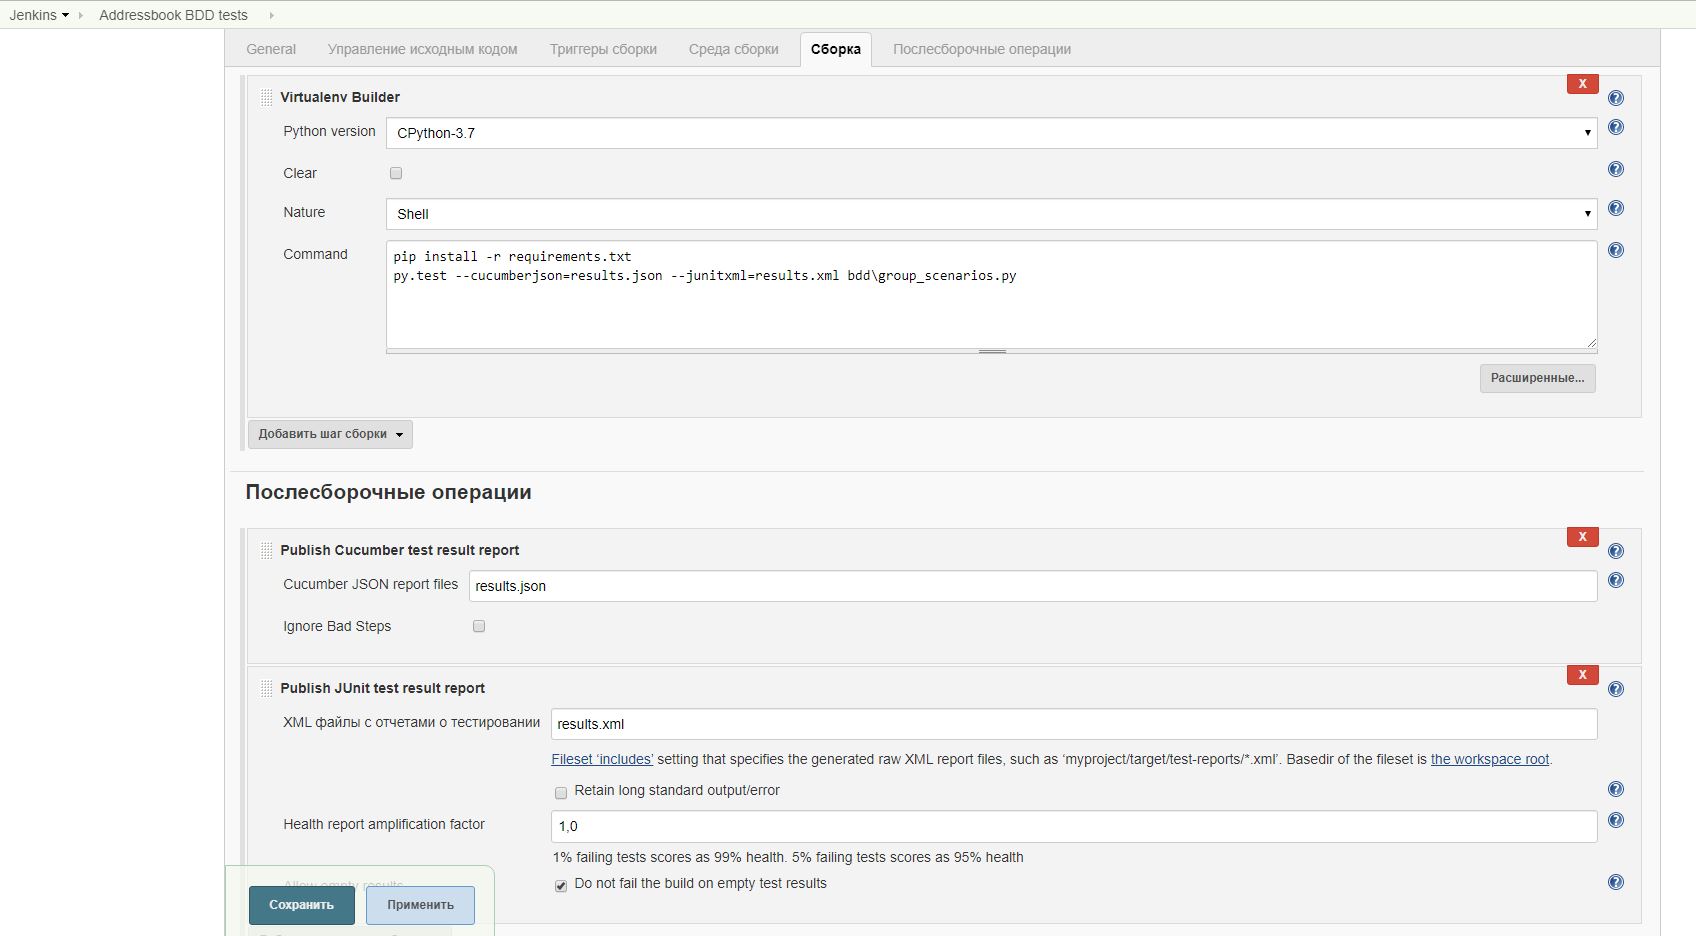 Jenkins Addressbook BDD tests
General Управление исходным кодом Триггеры сборки Среда сборки Сборка Послесборочные операции
X
Virtualenv Builder
Python version CPython-3.7
Clear
Nature Shell
Command pip install -r requirements.txt
py.test --cucumberjson=results.json --junitxml=results.xml bdd\group_scenarios.py
Расширенные...
Добавить шаг сборки
Послесборочные операции
X
Publish Cucumber test result report
Cucumber JSON report files results.json
Ignore Bad Steps
X
Publish JUnit test result report
XML файлы с отчетами о тестировании results.xml
Fileset ‘includes’ setting that specifies the generated raw XML report files, such as ‘myproject/target/test-reports/*.xml’. Basedir of the fileset is the workspace root.
Retain long standard output/error
Health report amplification factor 1,0
1% failing tests scores as 99% health. 5% failing tests scores as 95% health
Allow empty results Do not fail the build on empty test results
Сохранить Применить